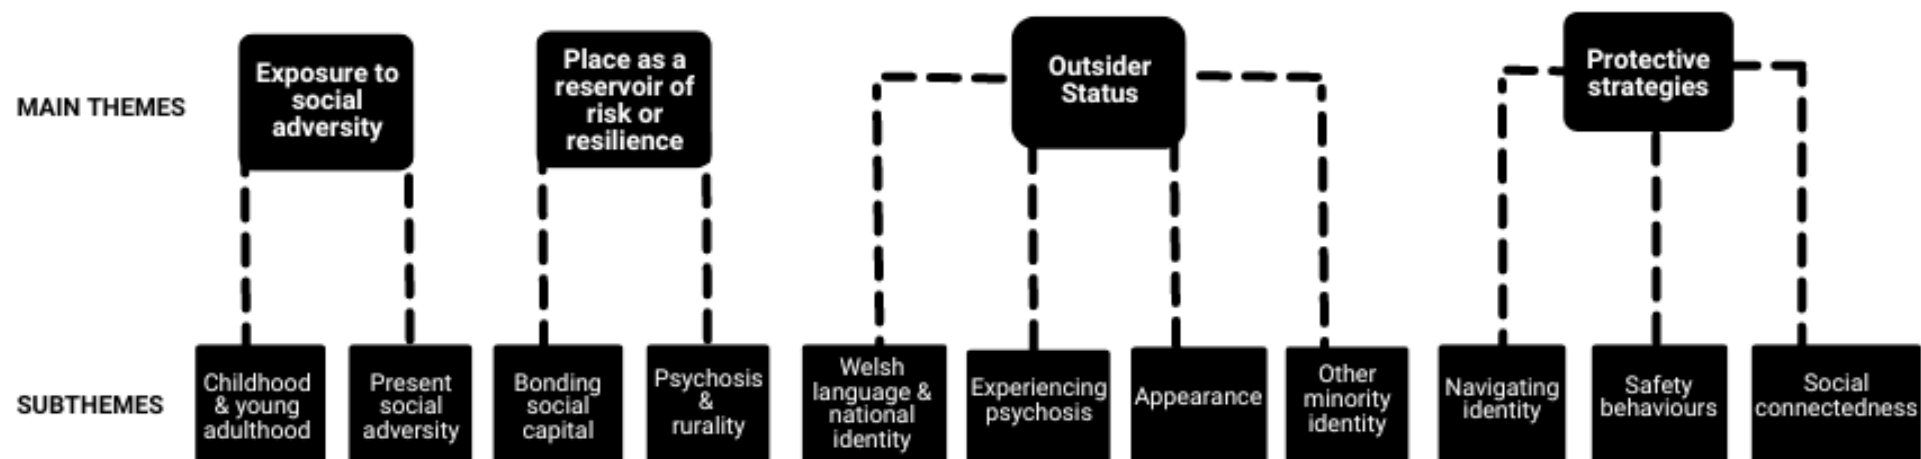 MAIN THEMES
Exposure to
social
adversity
Place as a
reservoir of
risk or
resilience
Outsider
Status
Protective
strategies
SUBTHEMES
Childhood
& young
adulthood
Present
social
adversity
Bonding
social
capital
Psychosis
&
rurality
Welsh
language &
national
identity
Experiencing
psychosis
Appearance
Other
minority
identity
Navigating
identity
Safety
behaviours
Social
connectedness